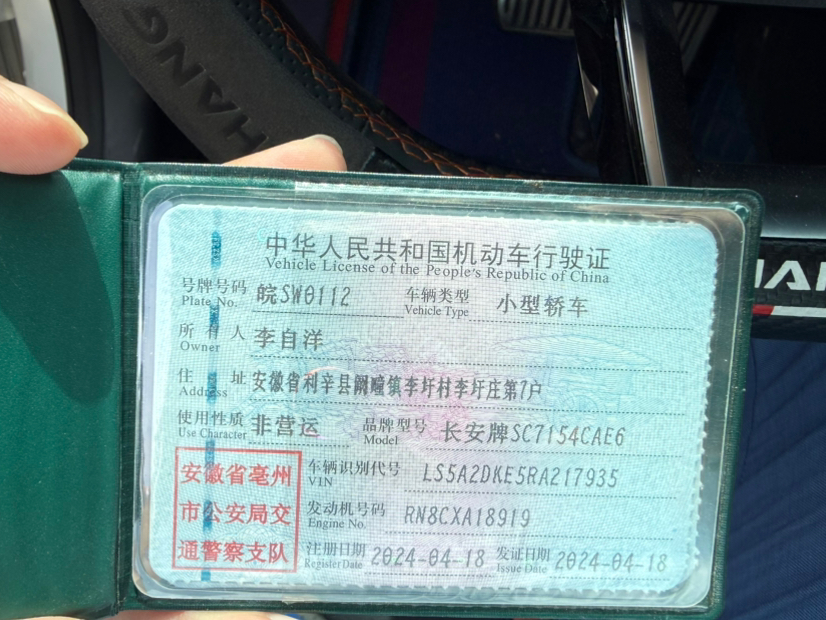 HANG
中华人民共和国机动车行驶证
Vehicle License of the People's Republic of China
号牌号码 皖SW0112 车辆类型 小型轿车
Plate No. Vehicle Type
所有人 李自洋
Owner
住址 安徽省利辛县阚疃镇李圩村李圩庄第7户
Address
使用性质 非营运 品牌型号 长安牌SC7154CAE6
Use Character Model
安徽省亳州
市公安局交
通警察支队
车辆识别代号 LS5A2DKE5RA217935
VIN
发动机号码 RN8CXA18919
Engine No.
注册日期 2024-04-18 发证日期 2024-04-18
Register Date Issue Date